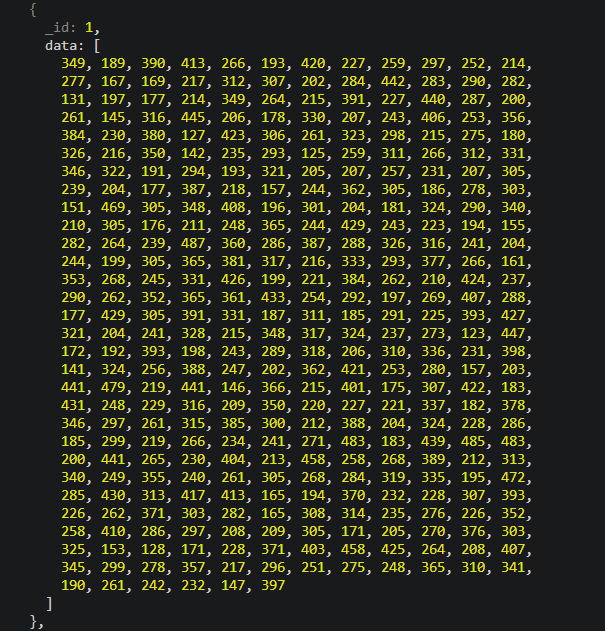 {
_id: 1,
data: [
349, 189, 390, 413, 266, 193, 420, 227, 259, 297, 252, 214,
277, 167, 169, 217, 312, 307, 202, 284, 442, 283, 290, 282,
131, 197, 177, 214, 349, 264, 215, 391, 227, 440, 287, 200,
261, 145, 316, 445, 206, 178, 330, 207, 243, 406, 253, 356,
384, 230, 380, 127, 423, 306, 261, 323, 298, 215, 275, 180,
326, 216, 350, 142, 235, 293, 125, 259, 311, 266, 312, 331,
346, 322, 191, 294, 193, 321, 205, 207, 257, 231, 207, 305,
239, 204, 177, 387, 218, 157, 244, 362, 305, 186, 278, 303,
151, 469, 305, 348, 408, 196, 301, 204, 181, 324, 290, 340,
210, 305, 176, 211, 248, 365, 244, 429, 243, 223, 194, 155,
282, 264, 239, 487, 360, 286, 387, 288, 326, 316, 241, 204,
244, 199, 305, 365, 381, 317, 216, 333, 293, 377, 266, 161,
353, 268, 245, 331, 426, 199, 221, 384, 262, 210, 424, 237,
290, 262, 352, 365, 361, 433, 254, 292, 197, 269, 407, 288,
177, 429, 305, 391, 331, 187, 311, 185, 291, 225, 393, 427,
321, 204, 241, 328, 215, 348, 317, 324, 237, 273, 123, 447,
172, 192, 393, 198, 243, 289, 318, 206, 310, 336, 231, 398,
141, 324, 256, 388, 247, 202, 362, 421, 253, 280, 157, 203,
441, 479, 219, 441, 146, 366, 215, 401, 175, 307, 422, 183,
431, 248, 229, 316, 209, 350, 220, 227, 221, 337, 182, 378,
346, 297, 261, 315, 385, 300, 212, 388, 204, 324, 228, 286,
185, 299, 219, 266, 234, 241, 271, 483, 183, 439, 485, 483,
200, 441, 265, 230, 404, 213, 458, 258, 268, 389, 212, 313,
340, 249, 355, 240, 261, 305, 268, 284, 319, 335, 195, 472,
285, 430, 313, 417, 413, 165, 194, 370, 232, 228, 307, 393,
226, 262, 371, 303, 282, 165, 308, 314, 235, 276, 226, 352,
258, 410, 286, 297, 208, 209, 305, 171, 205, 270, 376, 303,
325, 153, 128, 171, 228, 371, 403, 458, 425, 264, 208, 407,
345, 299, 278, 357, 217, 296, 251, 275, 248, 365, 310, 341,
190, 261, 242, 232, 147, 397
]
},